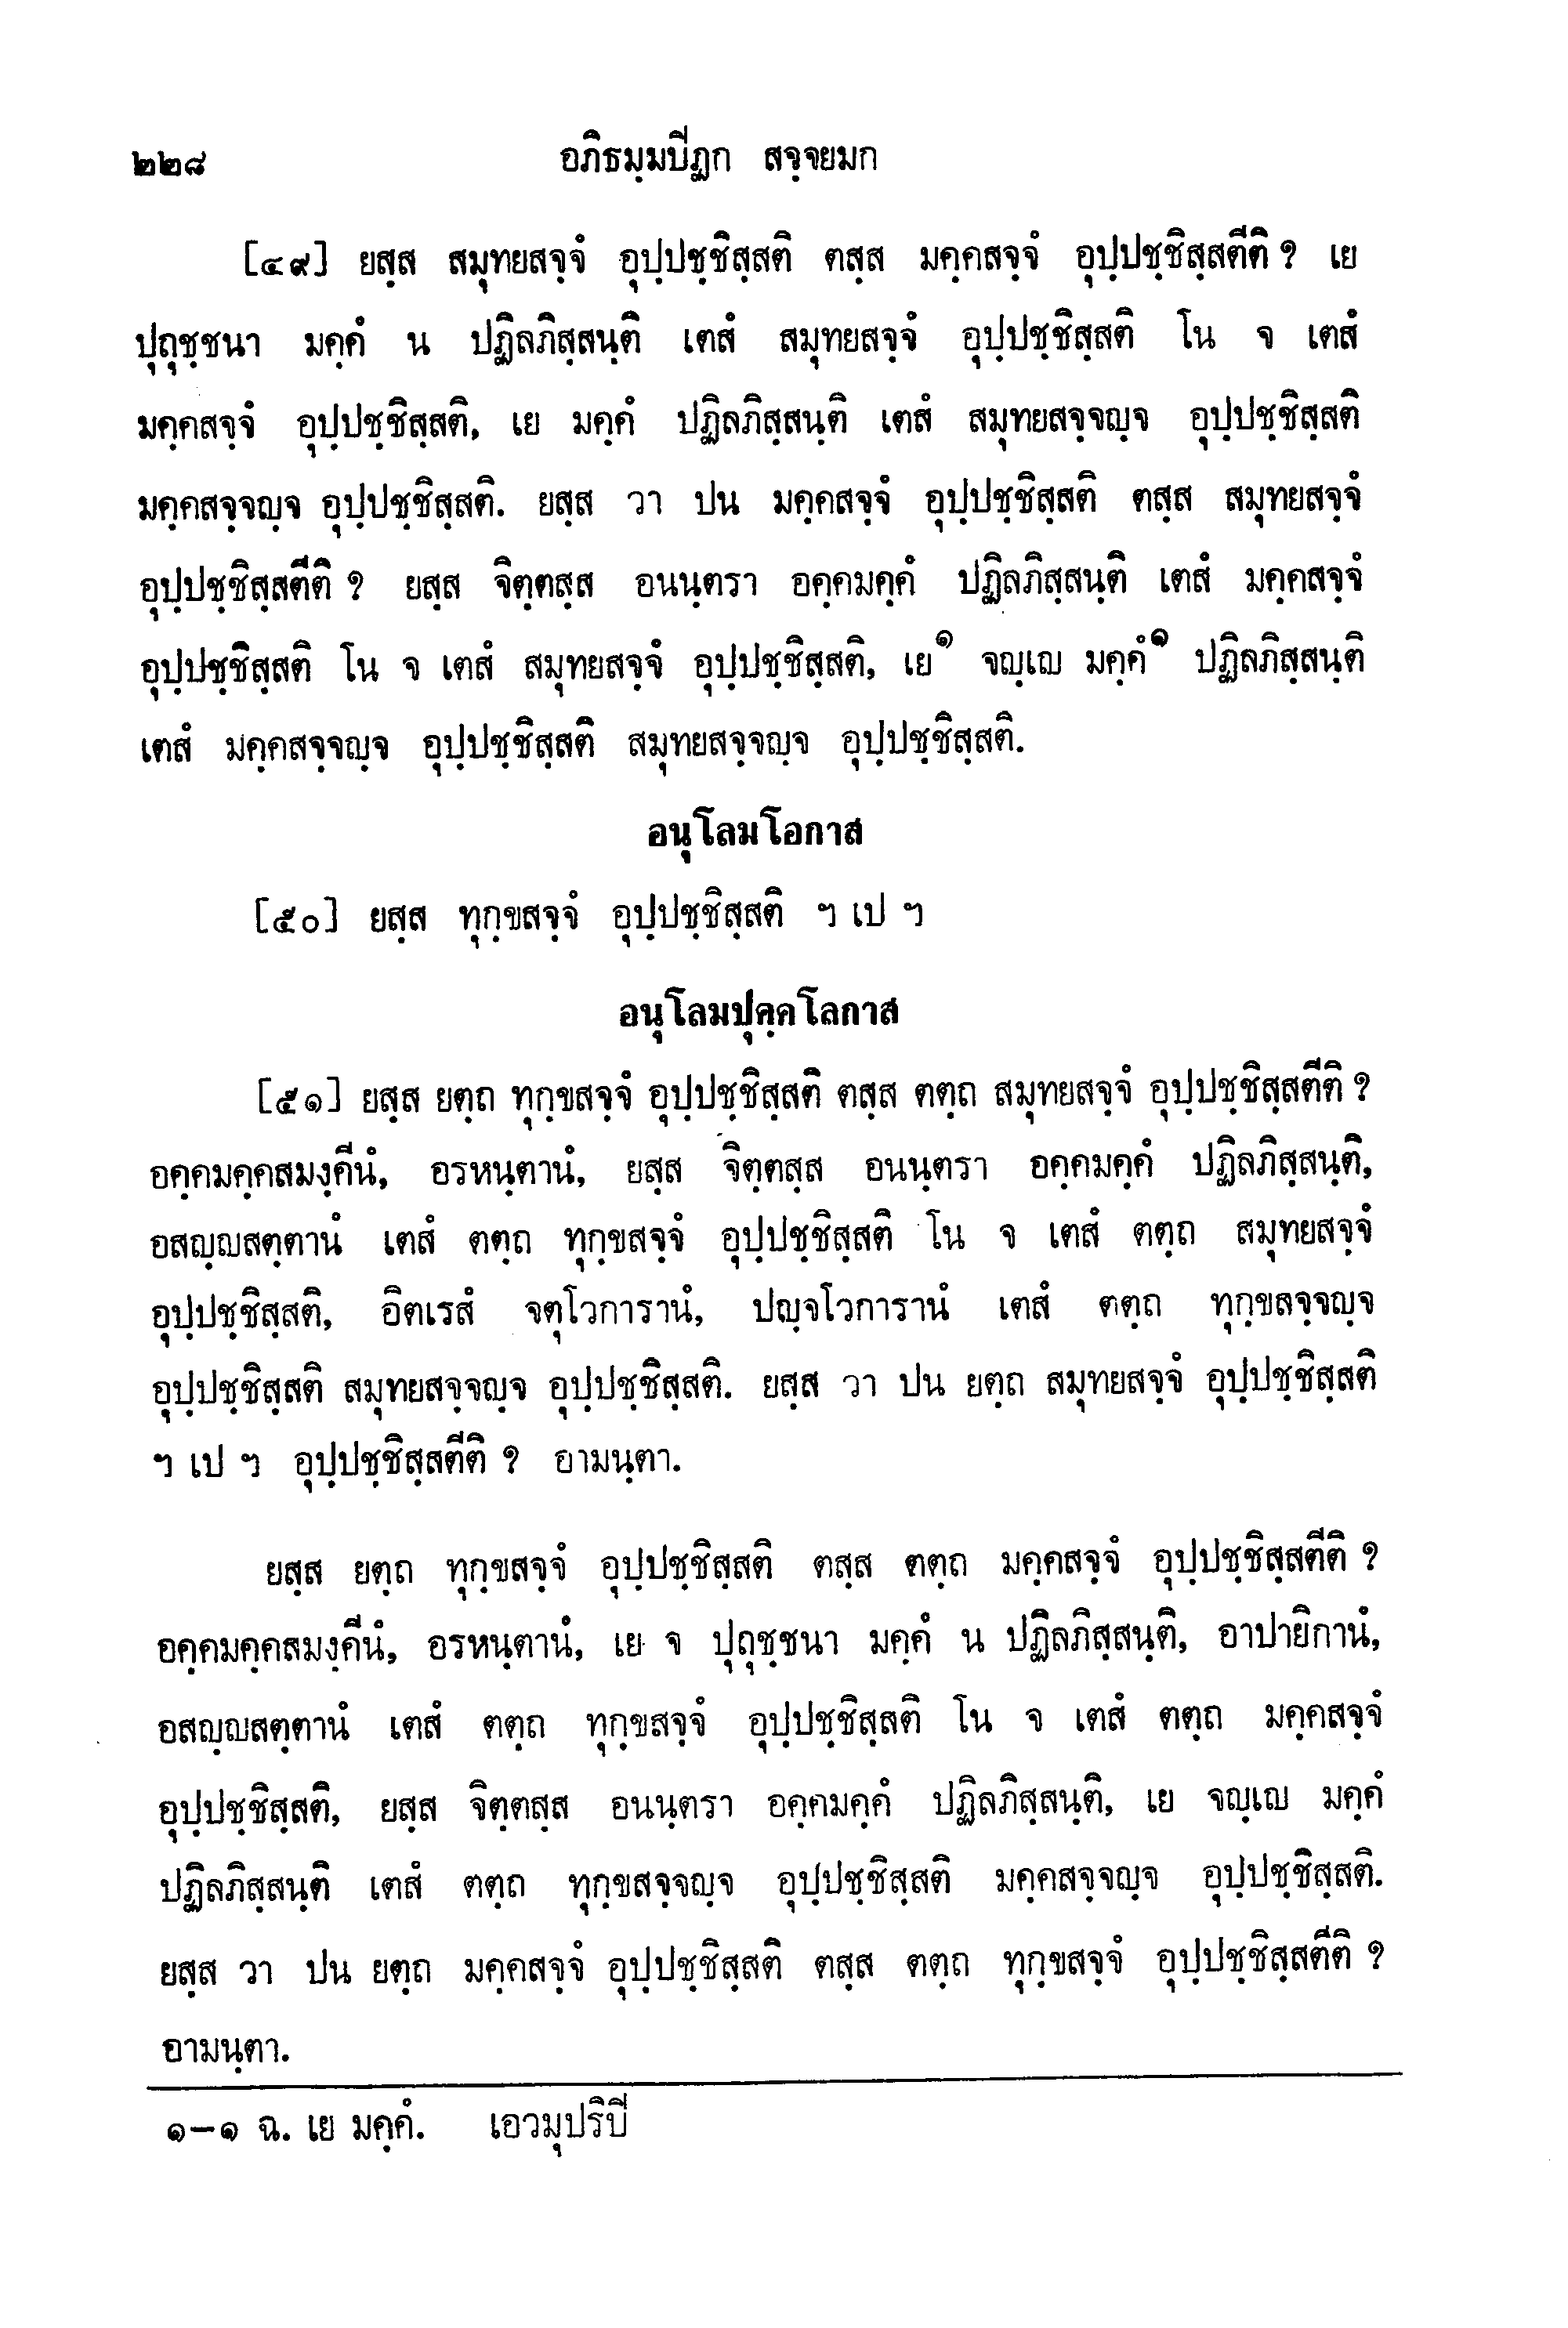 ๒๒๘ อภิธมฺมปีฏก สจฺจยมก
[๔๙] ยสฺส สมุทยสจฺจํ อุปฺปชฺชิสฺสติ ตสฺส มคฺคสจฺจํ อุปฺปชฺชิสฺสตีติ ? เย
ปุถุชฺชนา มคฺคํ น ปฏิลภิสฺสนฺติ เตสํ สมุทยสจฺจํ อุปฺปชฺชิสฺสติ โน จ เตสํ
มคฺคสจฺจํ อุปฺปชฺชิสฺสติ, เย มคฺคํ ปฏิลภิสฺสนฺติ เตสํ สมุทยสจฺจญฺจ อุปฺปชฺชิสฺสติ
มคฺคสจฺจญฺจ อุปฺปชฺชิสฺสติ. ยสฺส วา ปน มคฺคสจฺจํ อุปฺปชฺชิสฺสติ ตสฺส สมุทยสจฺจํ
อุปฺปชฺชิสฺสตีติ ? ยสฺส จิตฺตสฺส อนนฺตรา อคฺคมคฺคํ ปฏิลภิสฺสนฺติ เตสํ มคฺคสจฺจํ
อุปฺปชฺชิสฺสติ โน จ เตสํ สมุทยสจฺจํ อุปฺปชฺชิสฺสติ, เย๑ จญฺเญ มคฺคํ๑ ปฏิลภิสฺสนฺติ
เตสํ มคฺคสจฺจญฺจ อุปฺปชฺชิสฺสติ สมุทยสจฺจญฺจ อุปฺปชฺชิสฺสติ.
อนุโลมโอกาส
[๕๐] ยสฺส ทุกฺขสจฺจํ อุปฺปชฺชิสฺสติ ฯ เป ฯ
อนุโลมปุคฺคโลกาส
[๕๑] ยสฺส ยตฺถ ทุกฺขสจฺจํ อุปฺปชฺชิสฺสติ ตสฺส ตตฺถ สมุทยสจฺจํ อุปฺปชฺชิสฺสตีติ ?
อคฺคมคฺคสมงฺคีนํ, อรหนฺตานํ, ยสฺส จิตฺตสฺส อนนฺตรา อคฺคมคฺคํ ปฏิลภิสฺสนฺติ,
อสญฺญสตฺตานํ เตสํ ตตฺถ ทุกฺขสจฺจํ อุปฺปชฺชิสฺสติ โน จ เตสํ ตตฺถ สมุทยสจฺจํ
อุปฺปชฺชิสฺสติ, อิตเรสํ จตุโวการานํ, ปญฺจโวการานํ เตสํ ตตฺถ ทุกฺขสจฺจญฺจ
อุปฺปชฺชิสฺสติ สมุทยสจฺจญฺจ อุปฺปชฺชิสฺสติ. ยสฺส วา ปน ยตฺถ สมุทยสจฺจํ อุปฺปชฺชิสฺสติ
ฯ เป ฯ อุปฺปชฺชิสฺสตีติ ? อามนฺตา.
ยสฺส ยตฺถ ทุกฺขสจฺจํ อุปฺปชฺชิสฺสติ ตสฺส ตตฺถ มคฺคสจฺจํ อุปฺปชฺชิสฺสตีติ ?
อคฺคมคฺคสมงฺคีนํ, อรหนฺตานํ, เย จ ปุถุชฺชนา มคฺคํ น ปฏิลภิสฺสนฺติ, อาปายิกานํ,
อสญฺญสตฺตานํ เตสํ ตตฺถ ทุกฺขสจฺจํ อุปฺปชฺชิสฺสติ โน จ เตสํ ตตฺถ มคฺคสจฺจํ
อุปฺปชฺชิสฺสติ, ยสฺส จิตฺตสฺส อนนฺตรา อคฺคมคฺคํ ปฏิลภิสฺสนฺติ, เย จญฺเญ มคฺคํ
ปฏิลภิสฺสนฺติ เตสํ ตตฺถ ทุกฺขสจฺจญฺจ อุปฺปชฺชิสฺสติ มคฺคสจฺจญฺจ อุปฺปชฺชิสฺสติ.
ยสฺส วา ปน ยตฺถ มคฺคสจฺจํ อุปฺปชฺชิสฺสติ ตสฺส ตตฺถ ทุกฺขสจฺจํ อุปฺปชฺชิสฺสตีติ ?
อามนฺตา.
๑-๑ ฉ. เย มคฺคํ. เอวมุปริปี